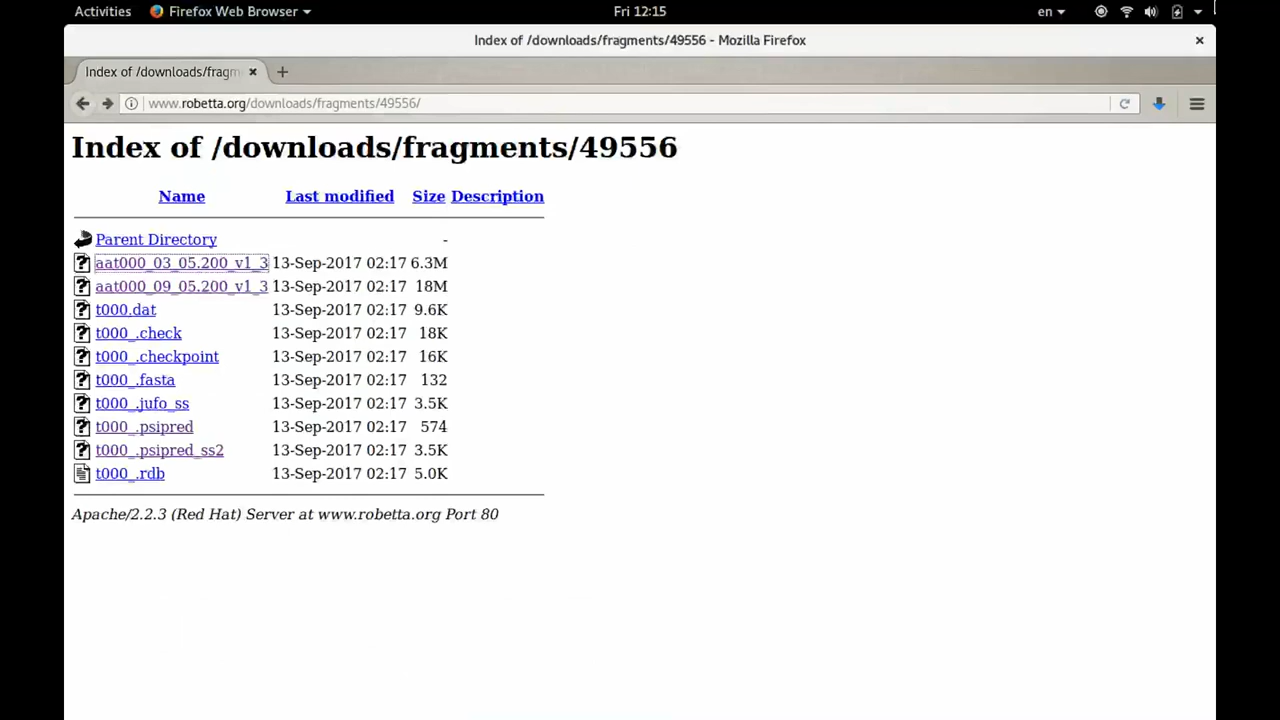 Activities Firefox Web Browser Fri 12:15 en
Index of /downloads/fragments/49556 - Mozilla Firefox
Index of /downloads/fragm
www.robetta.org/downloads/fragments/49556/
Index of /downloads/fragments/49556
Name Last modified Size Description
Parent Directory -
aat000_03_05.200_v1_3 13-Sep-2017 02:17 6.3M
aat000_09_05.200_v1_3 13-Sep-2017 02:17 18M
t000.dat 13-Sep-2017 02:17 9.6K
t000_.check 13-Sep-2017 02:17 18K
t000_.checkpoint 13-Sep-2017 02:17 16K
t000_.fasta 13-Sep-2017 02:17 132
t000_.jufo_ss 13-Sep-2017 02:17 3.5K
t000_.psipred 13-Sep-2017 02:17 574
t000_.psipred_ss2 13-Sep-2017 02:17 3.5K
t000_.rdb 13-Sep-2017 02:17 5.0K
Apache/2.2.3 (Red Hat) Server at www.robetta.org Port 80